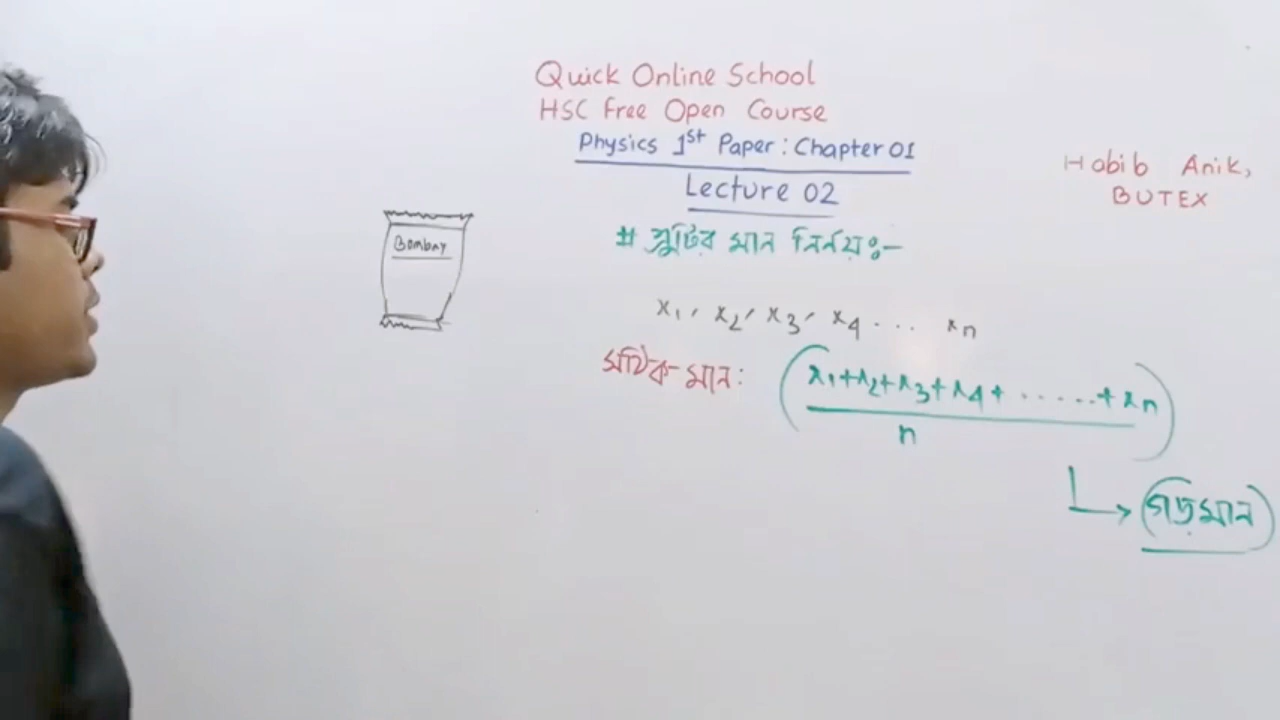 Quick Online School
HSC Free Open Course
Physics 1st Paper : Chapter 01
Lecture 02
Habib Anik,
BUTEX
Bombay
# ত্রুটির মান নির্নয়ঃ-
x₁, x₂, x₃, x₄ .... xₙ
সঠিক মান: (x₁+x₂+x₃+x₄+ ......+xₙ
n)
গড়মান